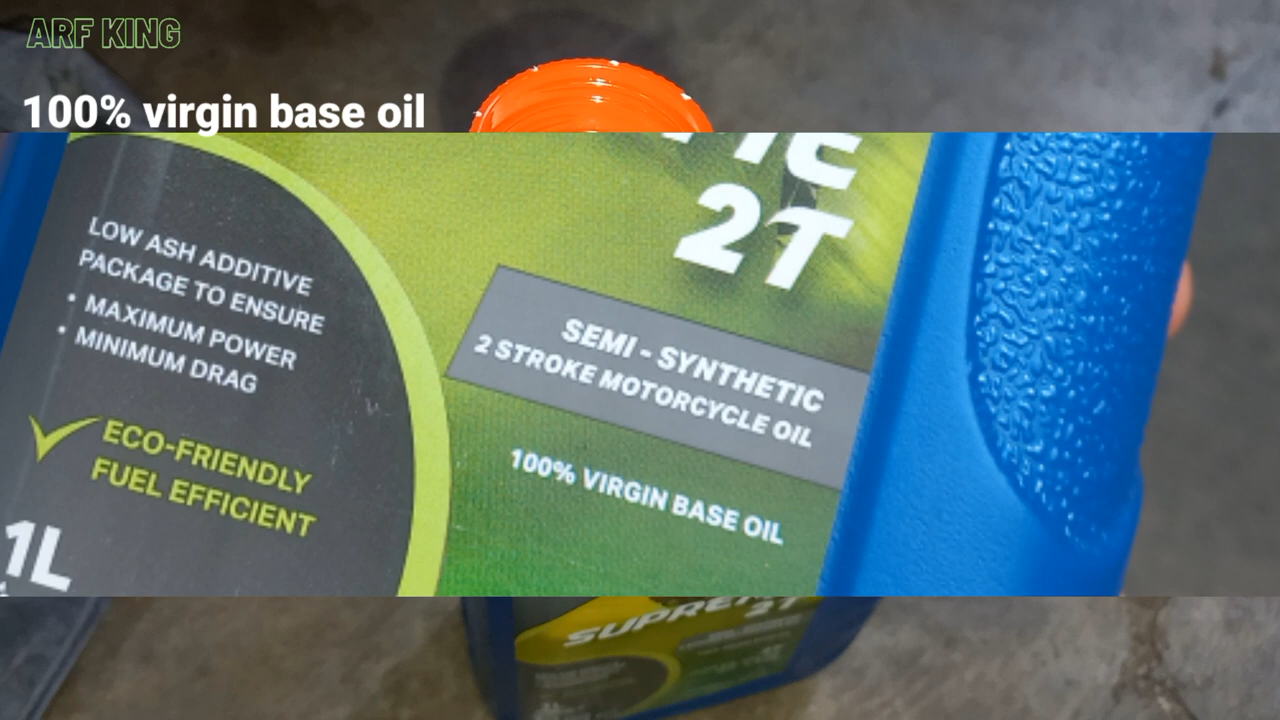 ARF KING
100% virgin base oil
2T
LOW ASH ADDITIVE
PACKAGE TO ENSURE
• MAXIMUM POWER
• MINIMUM DRAG
ECO-FRIENDLY
FUEL EFFICIENT
1L
SEMI - SYNTHETIC
2 STROKE MOTORCYCLE OIL
100% VIRGIN BASE OIL
2T